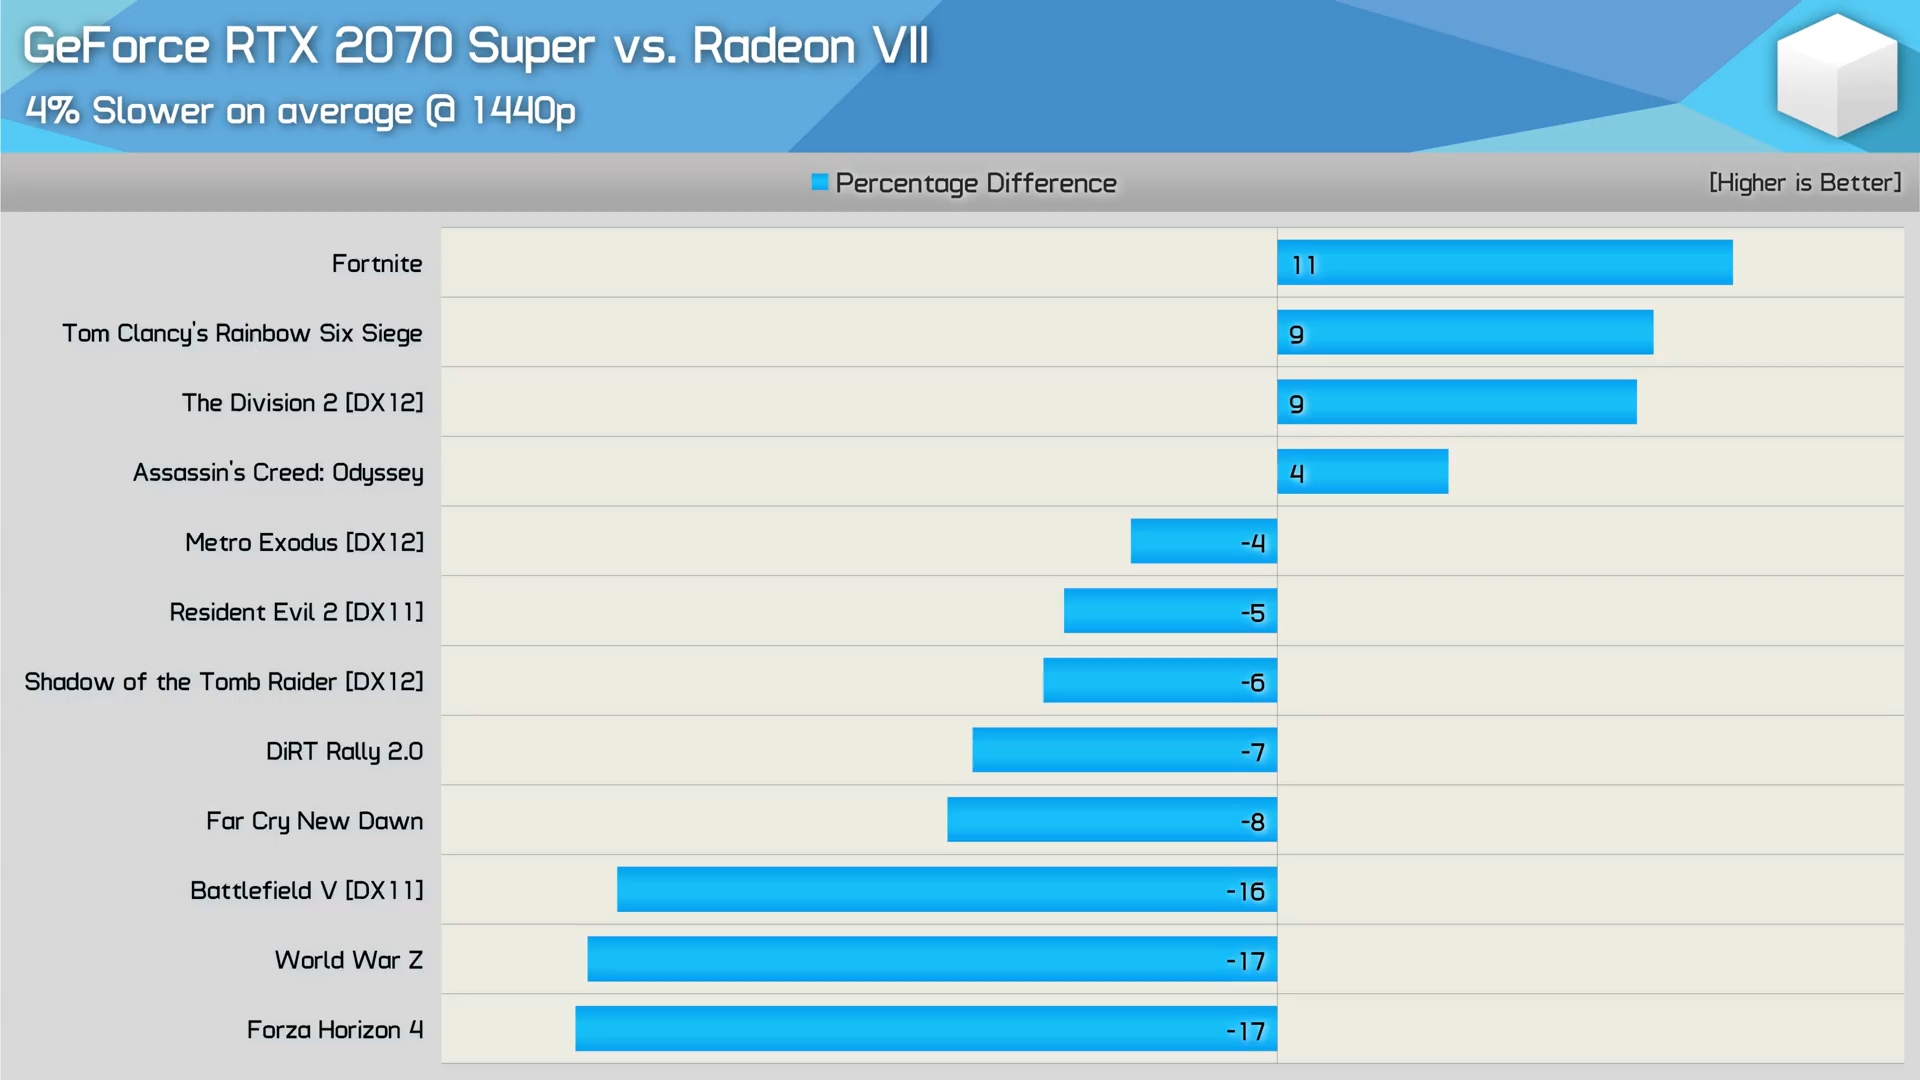 GeForce RTX 2070 Super vs. Radeon VII
4% Slower on average @ 1440p
Percentage Difference
[Higher is Better]
Fortnite 11
Tom Clancy's Rainbow Six Siege 9
The Division 2 [DX12] 9
Assassin's Creed: Odyssey 4
Metro Exodus [DX12] -4
Resident Evil 2 [DX11] -5
Shadow of the Tomb Raider [DX12] -6
DiRT Rally 2.0 -7
Far Cry New Dawn -8
Battlefield V [DX11] -16
World War Z -17
Forza Horizon 4 -17